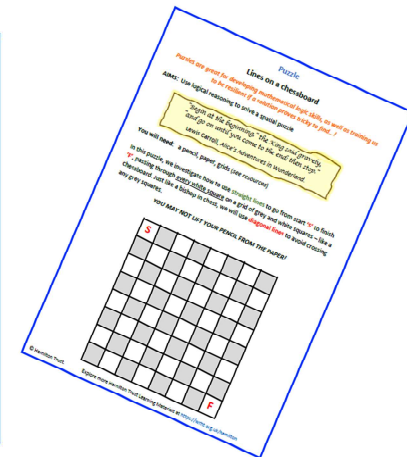 Puzzle
Lines on a chessboard
Puzzles are great for developing mathematical logic skills, as well as training us
to be resilient if a solution proves tricky to find...!
AIMS: Use logical reasoning to solve a spatial puzzle
"Begin at the beginning" the King said gravely,
"and go on until you come to the end: then stop."
Lewis Carroll, Alice's Adventures in Wonderland.
You will need: a pencil, paper, grids (see resources)
In this puzzle, we investigate how to use straight lines to go from start 'S' to finish
'F', passing through every white square on a grid of grey and white squares – like a
Chessboard. Just like a bishop in chess, we will use diagonal lines to avoid crossing
any grey squares.
YOU MAY NOT LIFT YOUR PENCIL FROM THE PAPER!
S
F
© Hamilton Trust
Explore more Hamilton Trust Learning Materials at